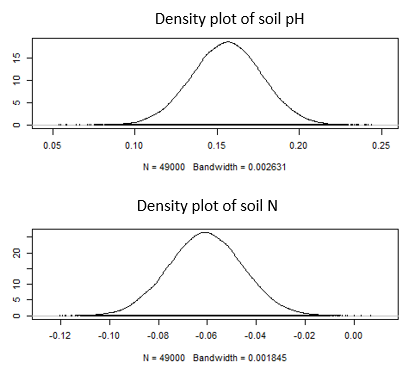 Density plot of soil pH
15
10
5
0
0.05 0.10 0.15 0.20 0.25
N = 49000 Bandwidth = 0.002631
Density plot of soil N
20
10
5
0
-0.12 -0.10 -0.08 -0.06 -0.04 -0.02 0.00
N = 49000 Bandwidth = 0.001845